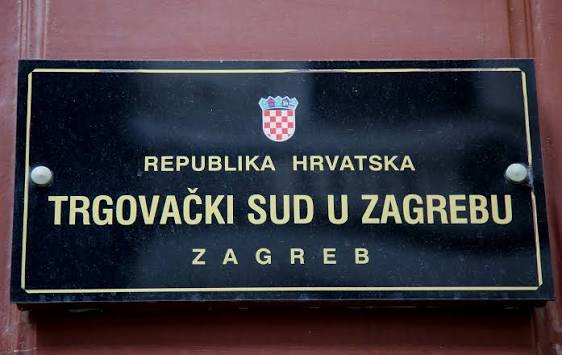 REPUBLIKA HRVATSKA
TRGOVAČKI SUD U ZAGREBU
ZAGREB